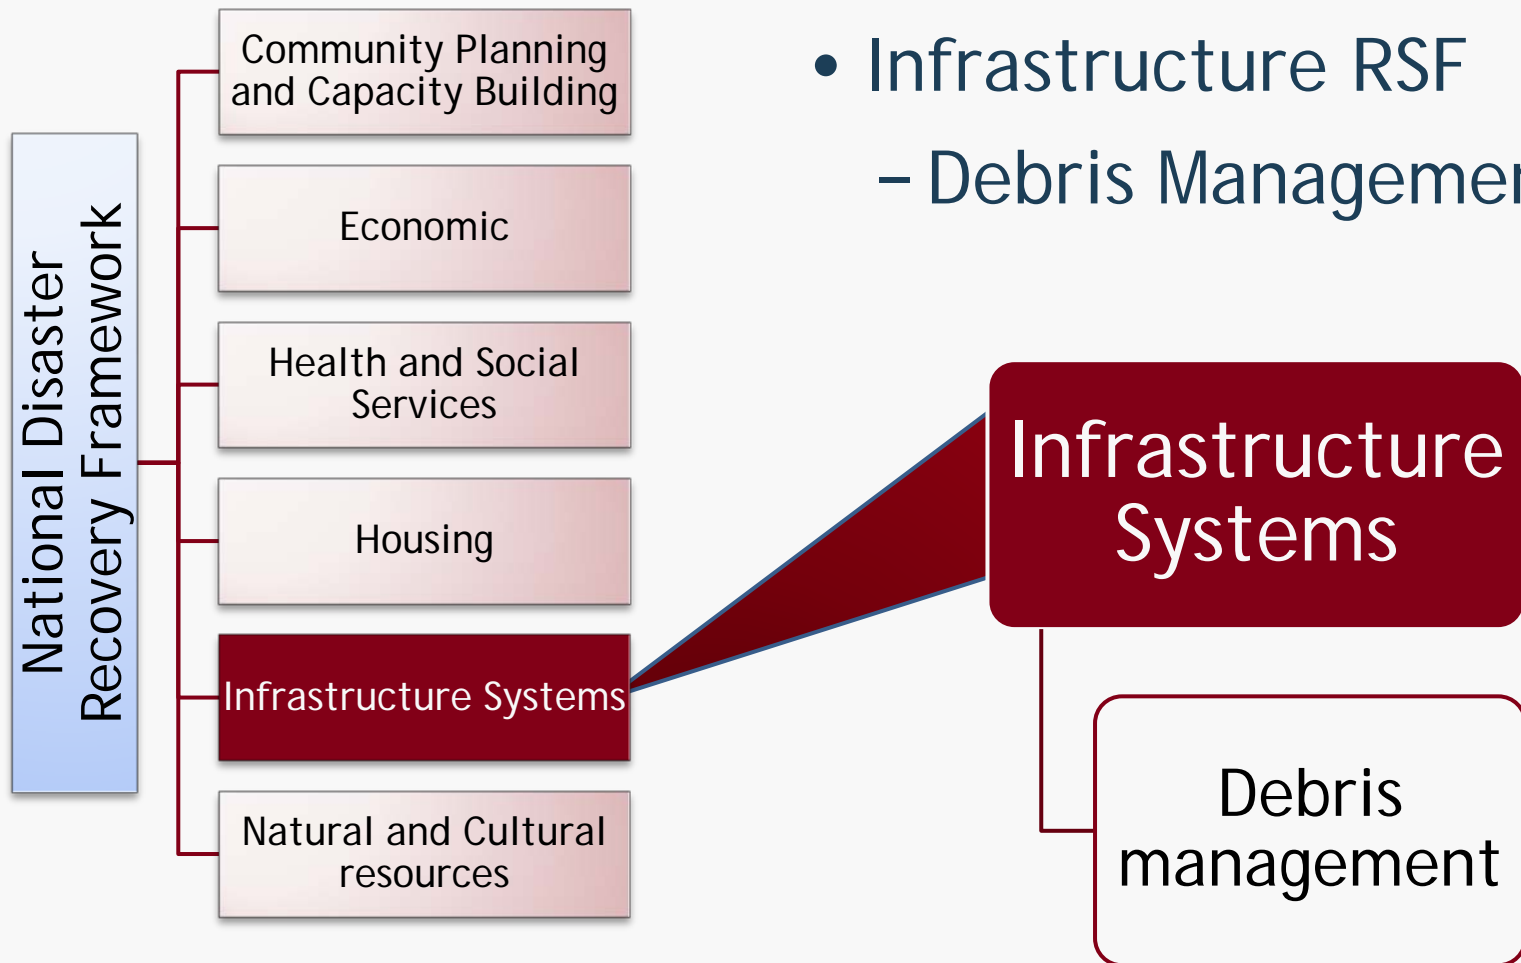 National Disaster
Recovery Framework
Community Planning
and Capacity Building
Economic
Health and Social
Services
Housing
Infrastructure Systems
Natural and Cultural
resources
• Infrastructure RSF
– Debris Managemen
Infrastructure
Systems
Debris
management